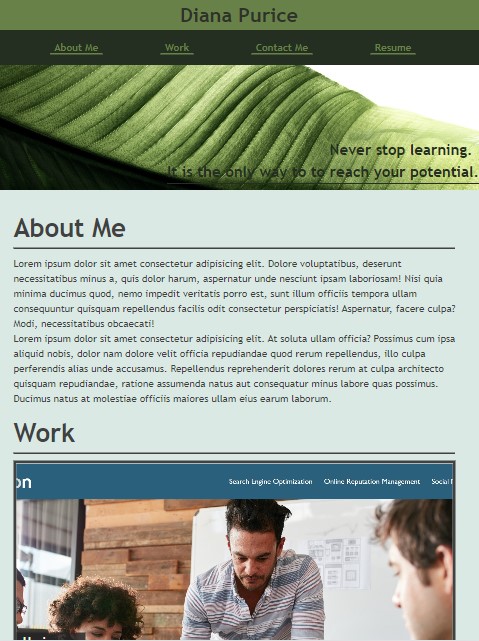 Diana Purice
About Me Work Contact Me Resume
Never stop learning.
It is the only way to to reach your potential.
About Me
Lorem ipsum dolor sit amet consectetur adipisicing elit. Dolore voluptatibus, deserunt
necessitatibus minus a, quis dolor harum, aspernatur unde nesciunt ipsam laboriosam! Nisi quia
minima ducimus quod, nemo impedit veritatis porro est, sunt illum officiis tempora ullam
consequuntur quisquam repellendus facilis odit consectetur perspiciatis! Aspernatur, facere culpa?
Modi, necessitatibus obcaecati!
Lorem ipsum dolor sit amet consectetur adipisicing elit. At soluta ullam officia? Possimus cum ipsa
aliquid nobis, dolor nam dolore velit officia repudiandae quod rerum repellendus, illo culpa
perferendis alias unde accusamus. Repellendus reprehenderit dolores rerum at culpa architecto
quisquam repudiandae, ratione assumenda natus aut consequatur minus labore quas possimus.
Ducimus natus at molestiae officiis maiores ullam eius earum laborum.
Work
on Search Engine Optimization Online Reputation Management Social